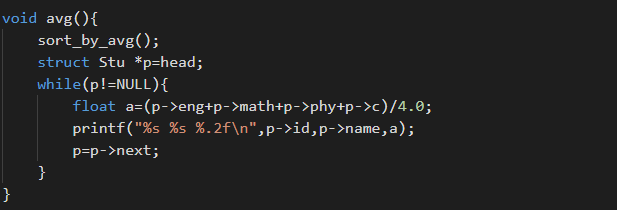 void avg(){
    sort_by_avg();
    struct Stu *p=head;
    while(p!=NULL){
        float a=(p->eng+p->math+p->phy+p->c)/4.0;
        printf("%s %s %.2f\n",p->id,p->name,a);
        p=p->next;
    }
}